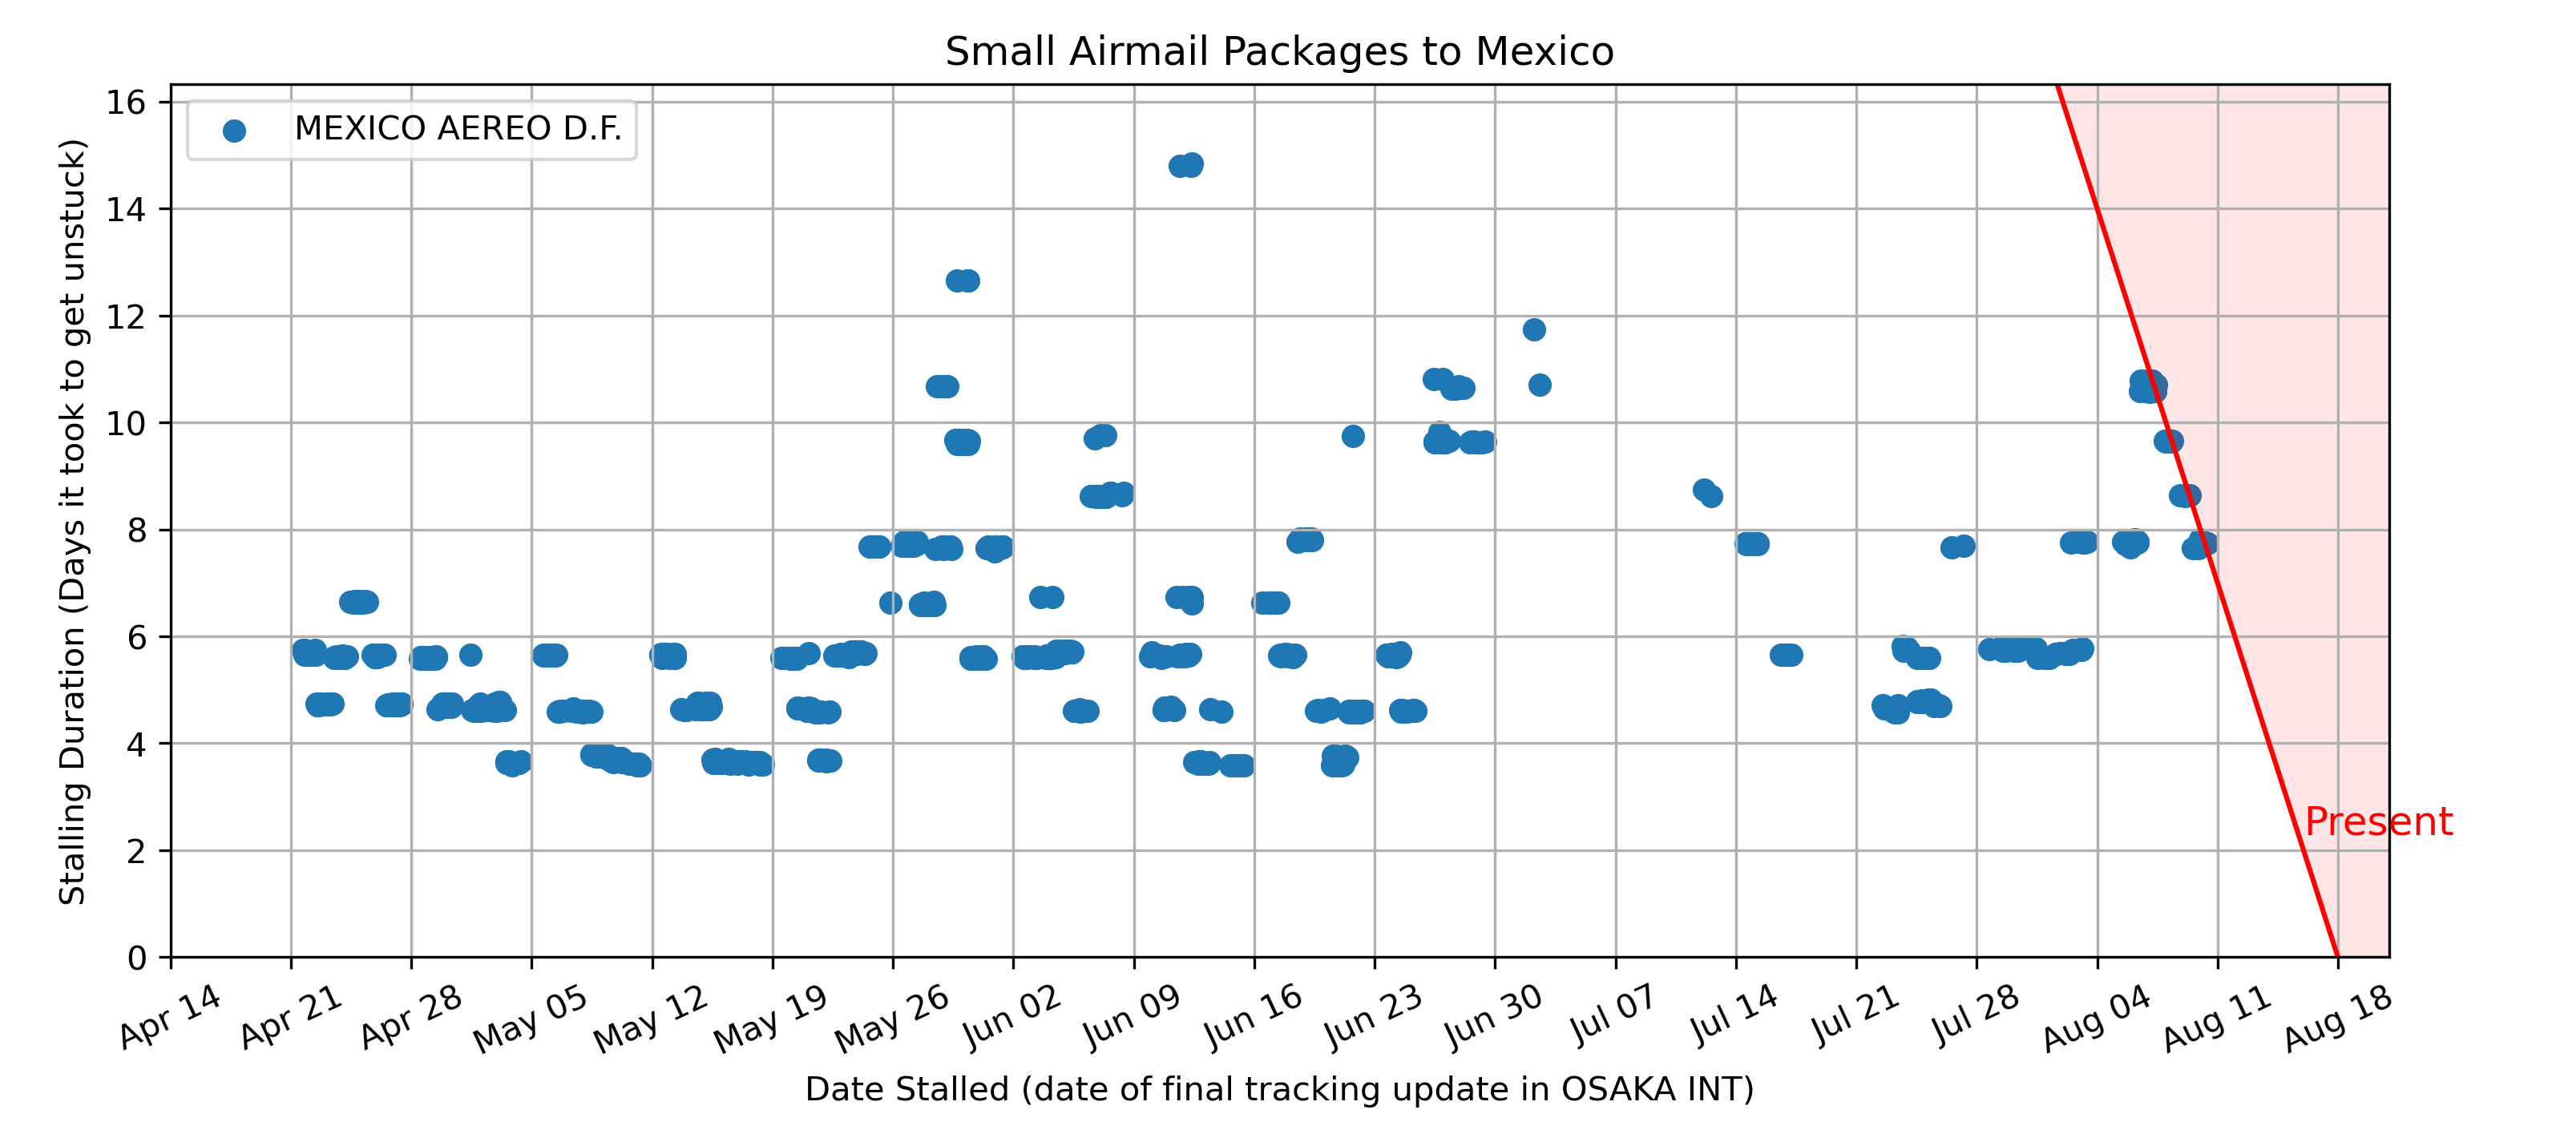 Small Airmail Packages to Mexico
MEXICO AEREO D.F.
Stalling Duration (Days it took to get unstuck)
16
14
12
10
8
6
4
2
0
Present
Apr 14
Apr 21
Apr 28
May 05
May 12
May 19
May 26
Jun 02
Jun 09
Jun 16
Jun 23
Jun 30
Jul 07
Jul 14
Jul 21
Jul 28
Aug 04
Aug 11
Aug 18
Date Stalled (date of final tracking update in OSAKA INT)